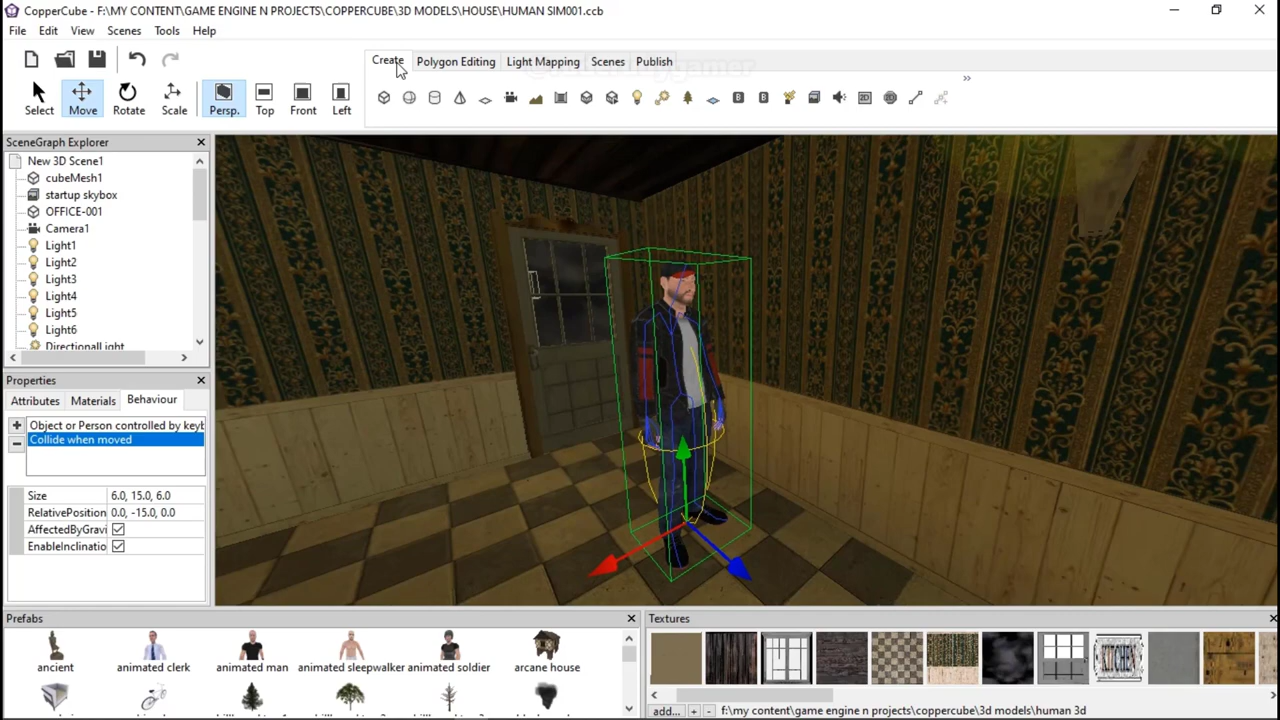 CopperCube - F:\MY CONTENT\GAME ENGINE N PROJECTS\COPPERCUBE\3D MODELS\HOUSE\HUMAN SIM001.ccb
File Edit View Scenes Tools Help
Create Polygon Editing Light Mapping Scenes Publish
Select Move Rotate Scale Persp. Top Front Left
SceneGraph Explorer
New 3D Scene1
cubeMesh1
startup skybox
OFFICE-001
Camera1
Light1
Light2
Light3
Light4
Light5
Light6
DirectionalLight
Properties
Attributes Materials Behaviour
Object or Person controlled by keyb
Collide when moved
Size 6.0, 15.0, 6.0
RelativePosition 0.0, -15.0, 0.0
AffectedByGravi
EnableInclinatio
Prefabs
ancient animated clerk animated man animated sleepwalker animated soldier arcane house
Textures
KITCHEN
add... + - f:\my content\game engine n projects\coppercube\3d models\human 3d